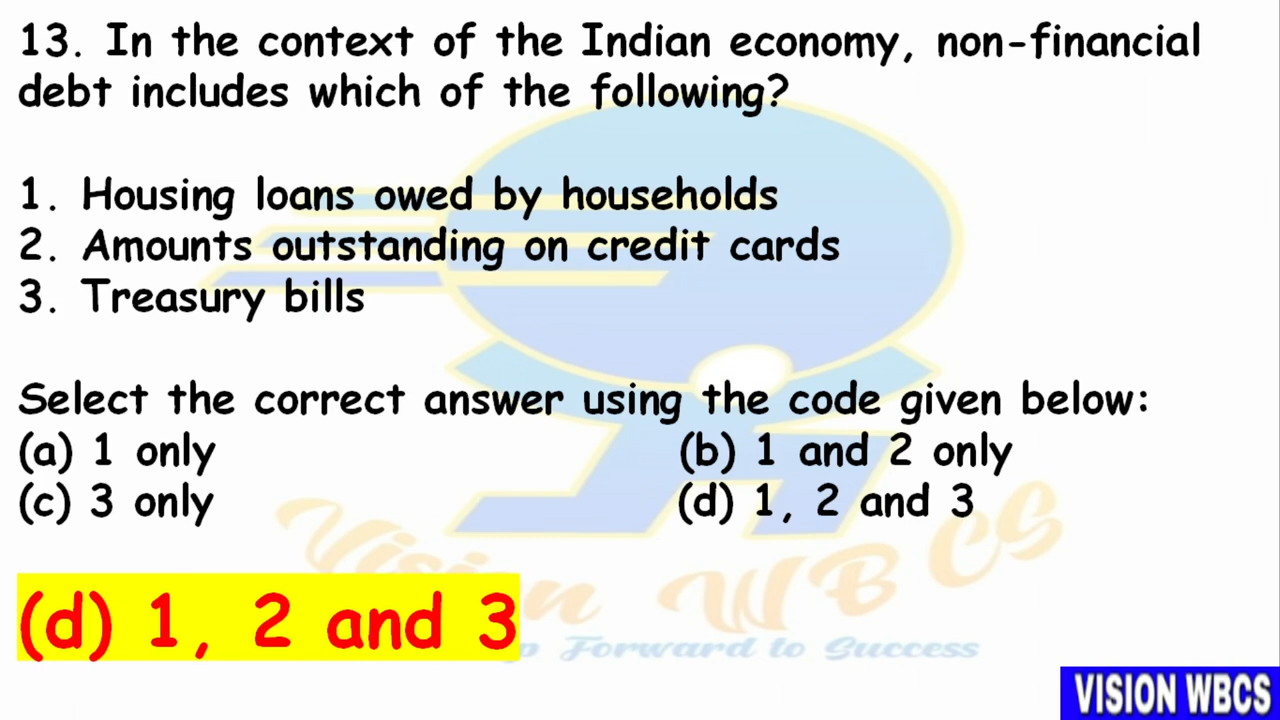 13. In the context of the Indian economy, non-financial
debt includes which of the following?
1. Housing loans owed by households
2. Amounts outstanding on credit cards
3. Treasury bills
Select the correct answer using the code given below:
(a) 1 only (b) 1 and 2 only
(c) 3 only (d) 1, 2 and 3
Vision WBCS
(d) 1, 2 and 3
Forward to Success
VISION WBCS